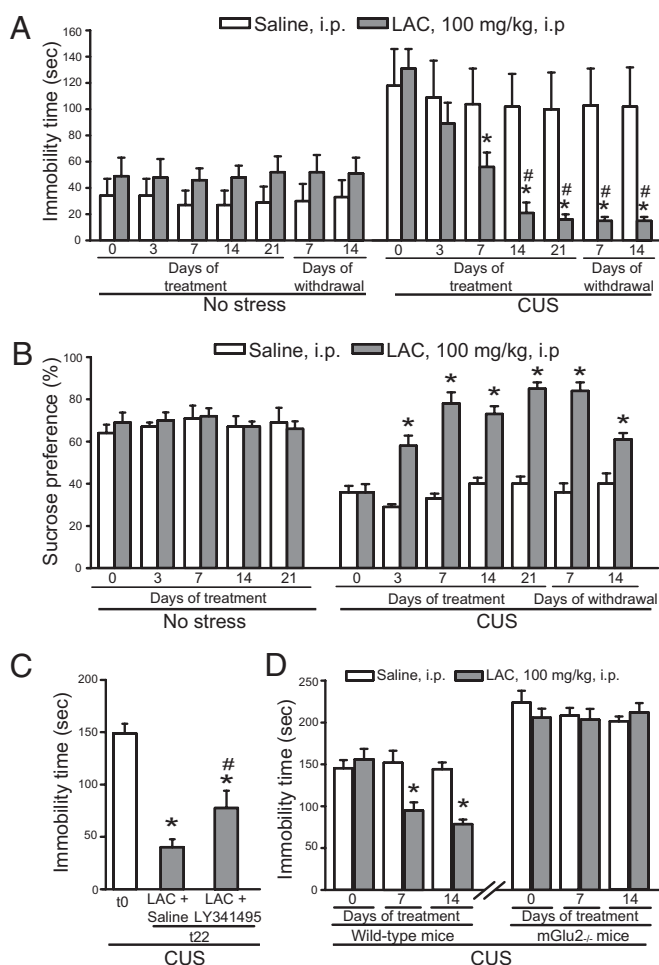 A
Saline, i.p. LAC, 100 mg/kg, i.p
Immobility time (sec)
160
140
120
100
80
60
40
20
0
* # * # * # * # *
0 3 7 14 21 7 14 0 3 7 14 21 7 14
Days of treatment Days of withdrawal Days of treatment Days of withdrawal
No stress CUS
B
Saline, i.p. LAC, 100 mg/kg, i.p
Sucrose preference (%)
100
80
60
40
20
0
* * * * * *
0 3 7 14 21 0 3 7 14 21 7 14
Days of treatment Days of treatment Days of withdrawal
No stress CUS
C
Immobility time (sec)
150
100
50
0
* # *
t0 LAC + Saline LAC + LY341495
t22
CUS
D
Saline, i.p. LAC, 100 mg/kg, i.p.
Immobility time (sec)
250
200
150
100
50
0
* *
0 7 14 0 7 14
Days of treatment Days of treatment
Wild-type mice mGlu2-/- mice
CUS